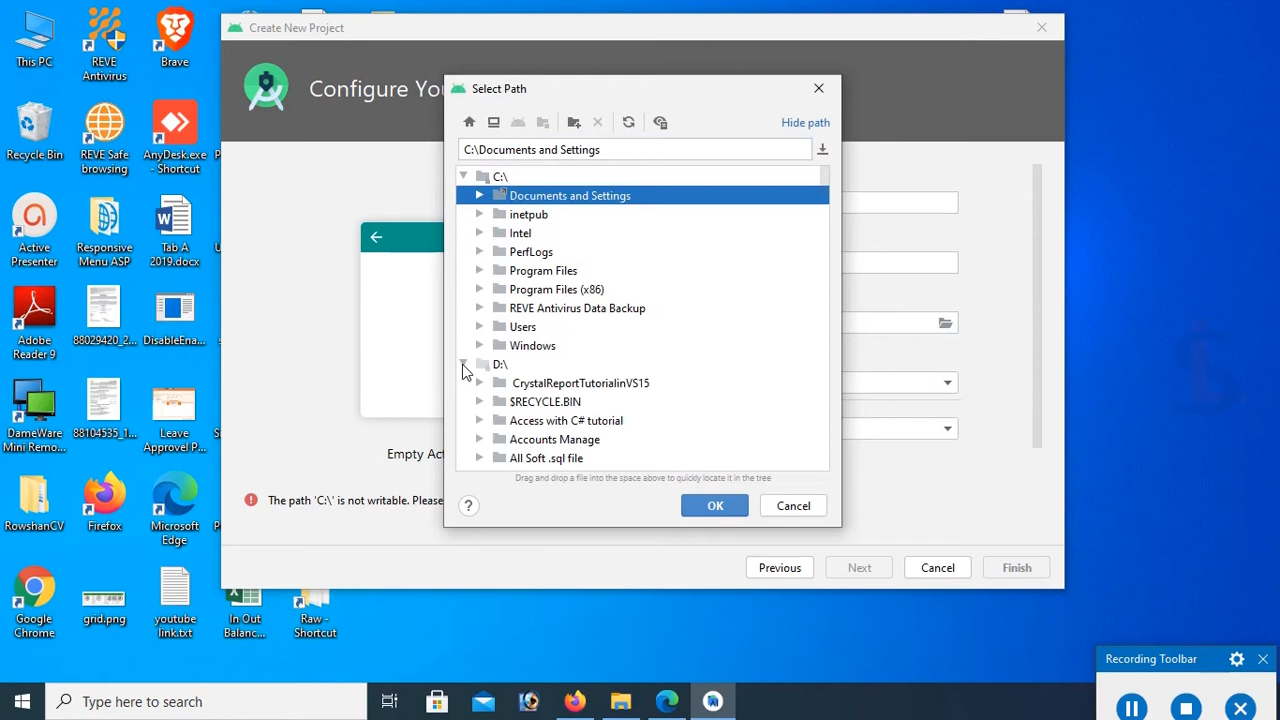 Create New Project
Configure You
Select Path
Hide path
C:\Documents and Settings
C:\
Documents and Settings
inetpub
Intel
PerfLogs
Program Files
Program Files (x86)
REVE Antivirus Data Backup
Users
Windows
D:\
CrystalReportTutorialinVS15
$RECYCLE.BIN
Access with C# tutorial
Accounts Manage
All Soft .sql file
Drag and drop a file into the space above to quickly locate it in the tree
?
OK
Cancel
Empty Act
The path 'C:\' is not writable. Please
Previous
Next
Cancel
Finish
This PC
REVE Antivirus
Brave
Recycle Bin
REVE Safe browsing
AnyDesk.exe - Shortcut
Active Presenter
Responsive Menu ASP
Tab A 2019.docx
Adobe Reader 9
88029420_2...
DisableEna...
DameWare Mini Remo...
88104535_1...
Leave Approval P...
RowshanCV
Firefox
Microsoft Edge
Google Chrome
grid.png
youtube link.txt
In Out Balanc...
Raw - Shortcut
Recording Toolbar
Type here to search